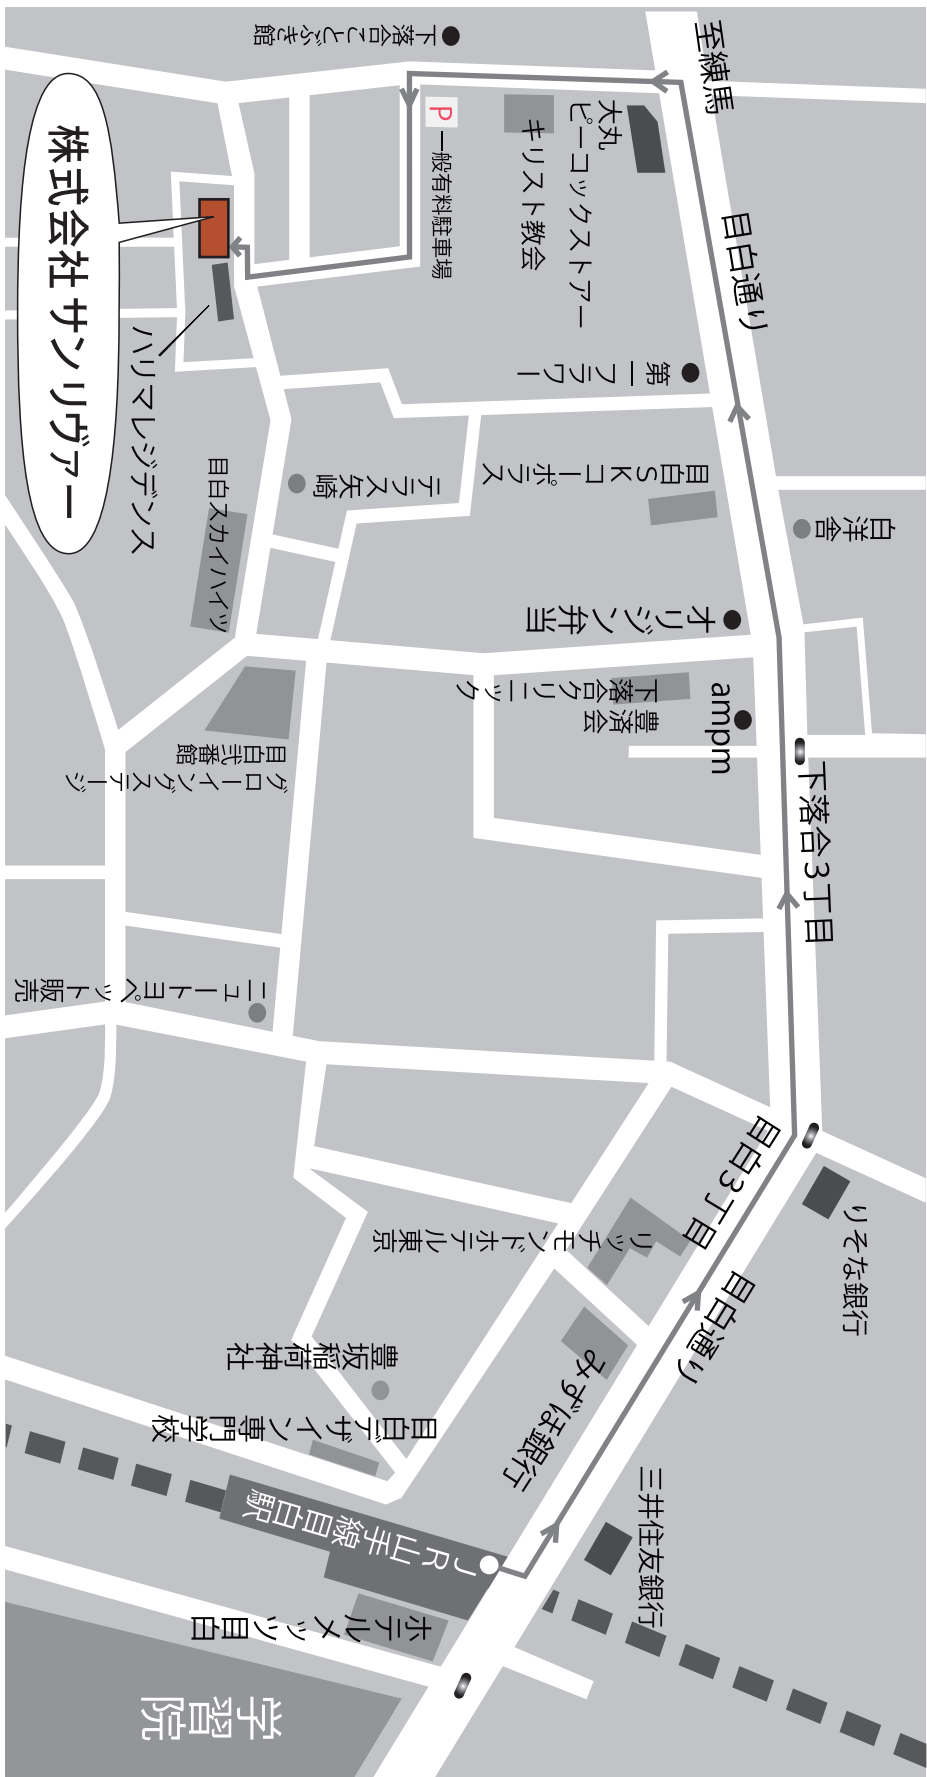 至練馬
下落合ことぶき館
大丸
ピーコックストアー
キリスト教会
P
一般有料駐車場
株式会社 サンリヴァー
ハリマレジデンス
目白通り
第一フラワー
目白SKコーポラス
テラス矢崎
目白スカイハイツ
白洋舎
オリジン弁当
下落合クリニック
豊済会
ampm
目白弐番館
グローイングステージ
下落合3丁目
ニュートヨペット販売
目白3丁目
りそな銀行
リッチモンドホテル東京
目白通り
みずほ銀行
豊坂稲荷神社
目白デザイン専門学校
三井住友銀行
JR山手線目白駅
ホテルメッツ目白
学習院